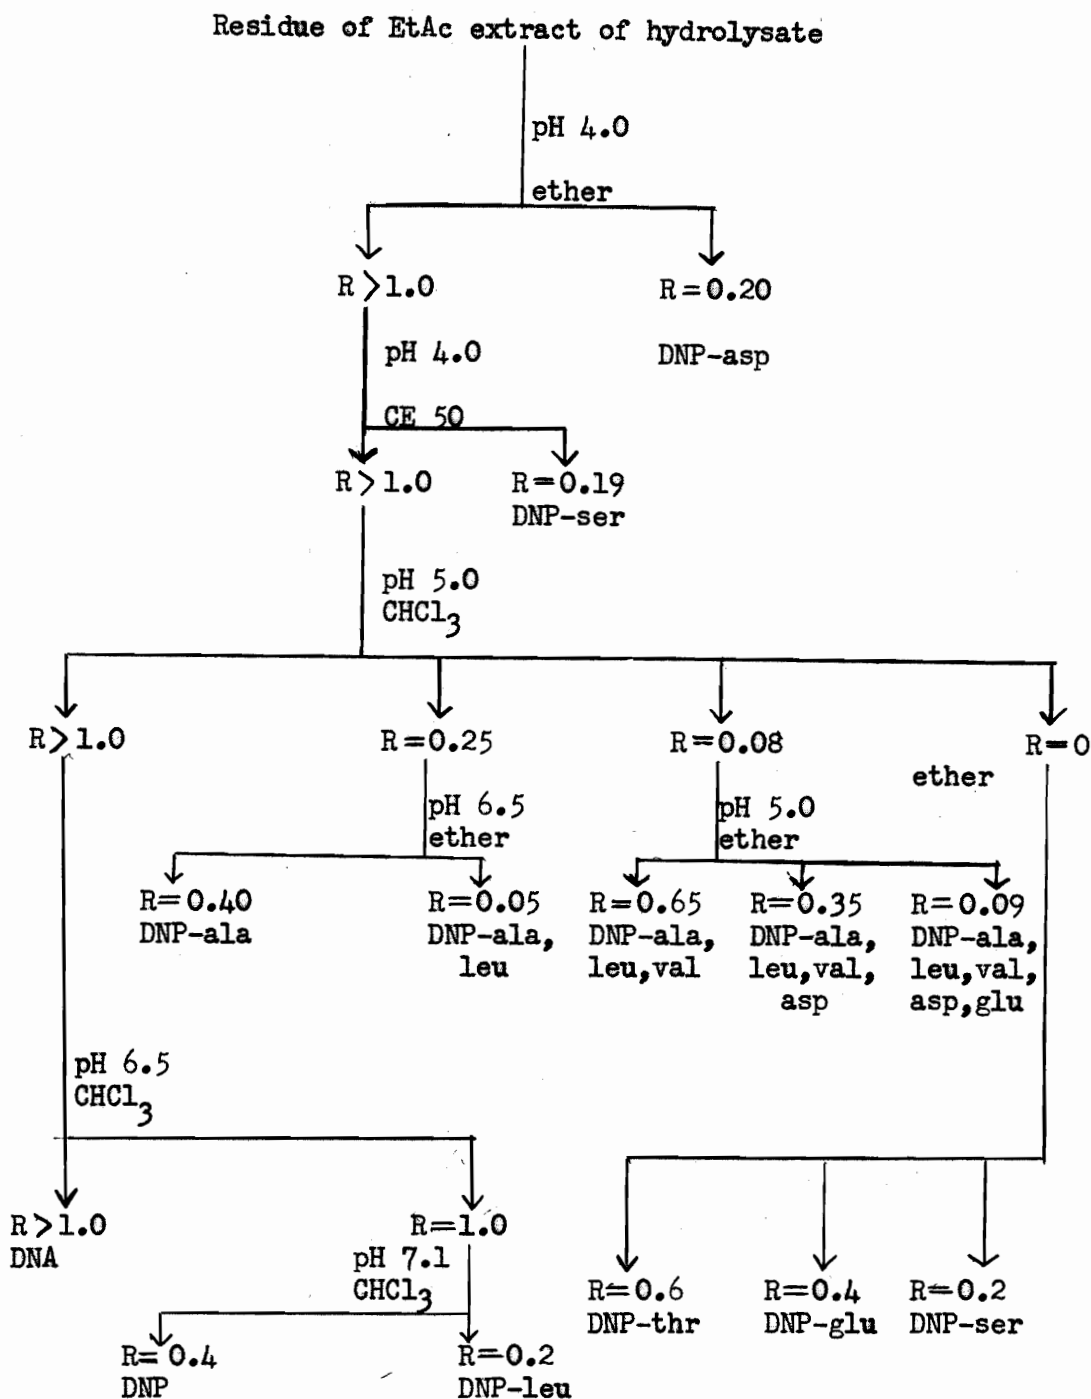 Residue of EtAc extract of hydrolysate
pH 4.0
ether
R>1.0
R=0.20
DNP-asp
pH 4.0
CE 50
R>1.0
R=0.19
DNP-ser
pH 5.0
CHCl3
R>1.0
R=0.25
R=0.08
R=0
ether
pH 6.5
ether
pH 5.0
ether
R=0.40
DNP-ala
R=0.05
DNP-ala,
leu
R=0.65
DNP-ala,
leu,val
R=0.35
DNP-ala,
leu,val,
asp
R=0.09
DNP-ala,
leu,val,
asp,glu
pH 6.5
CHCl3
R>1.0
DNA
R=1.0
pH 7.1
CHCl3
R=0.6
DNP-thr
R=0.4
DNP-glu
R=0.2
DNP-ser
R=0.4
DNP
R=0.2
DNP-leu